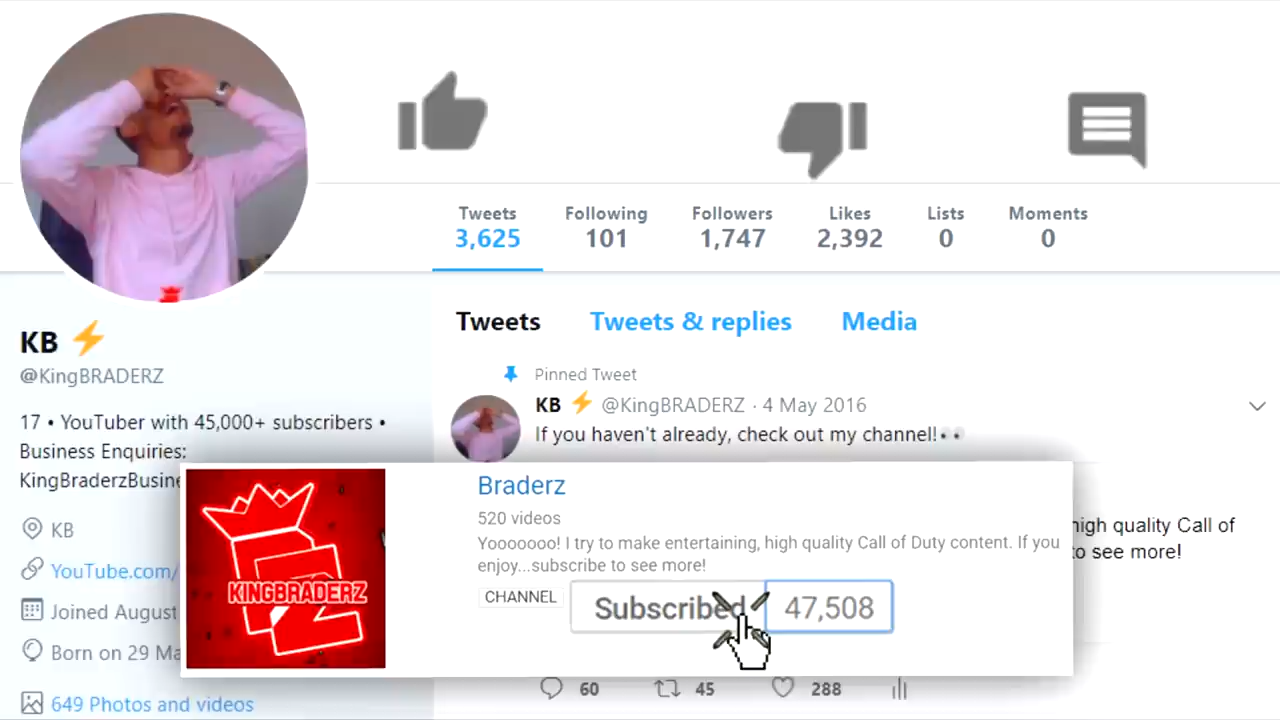 Tweets Following Followers Likes Lists Moments
3,625 101 1,747 2,392 0 0
KB
@KingBRADERZ
17 • YouTuber with 45,000+ subscribers •
Business Enquiries:
KingBraderzBusine
KB
YouTube.com/
Joined August
Born on 29 Ma
649 Photos and videos
Tweets Tweets & replies Media
Pinned Tweet
KB @KingBRADERZ · 4 May 2016
If you haven't already, check out my channel!
high quality Call of
to see more!
KINGBRADERZ
Braderz
520 videos
Yooooooo! I try to make entertaining, high quality Call of Duty content. If you
enjoy...subscribe to see more!
CHANNEL
Subscribed 47,508
60 45 288